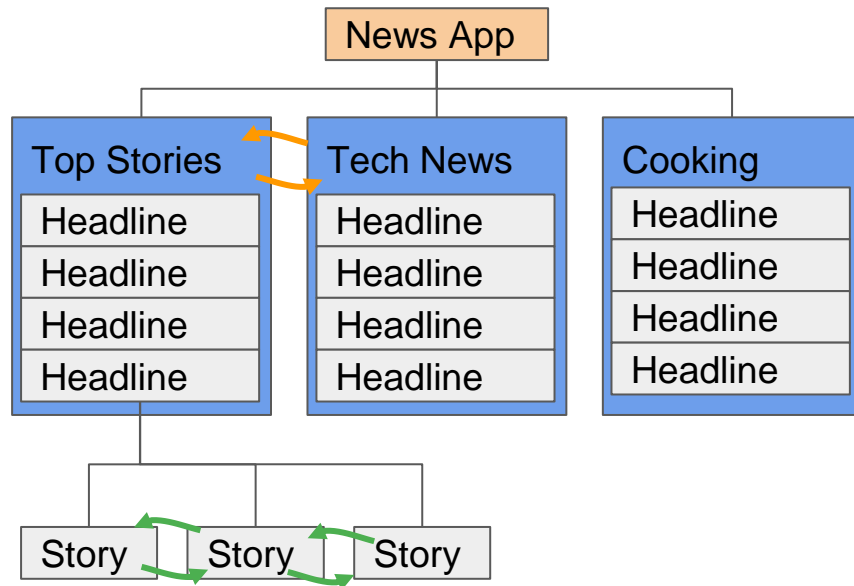 News App
Top Stories
Headline
Headline
Headline
Headline
Tech News
Headline
Headline
Headline
Headline
Cooking
Headline
Headline
Headline
Headline
Story
Story
Story